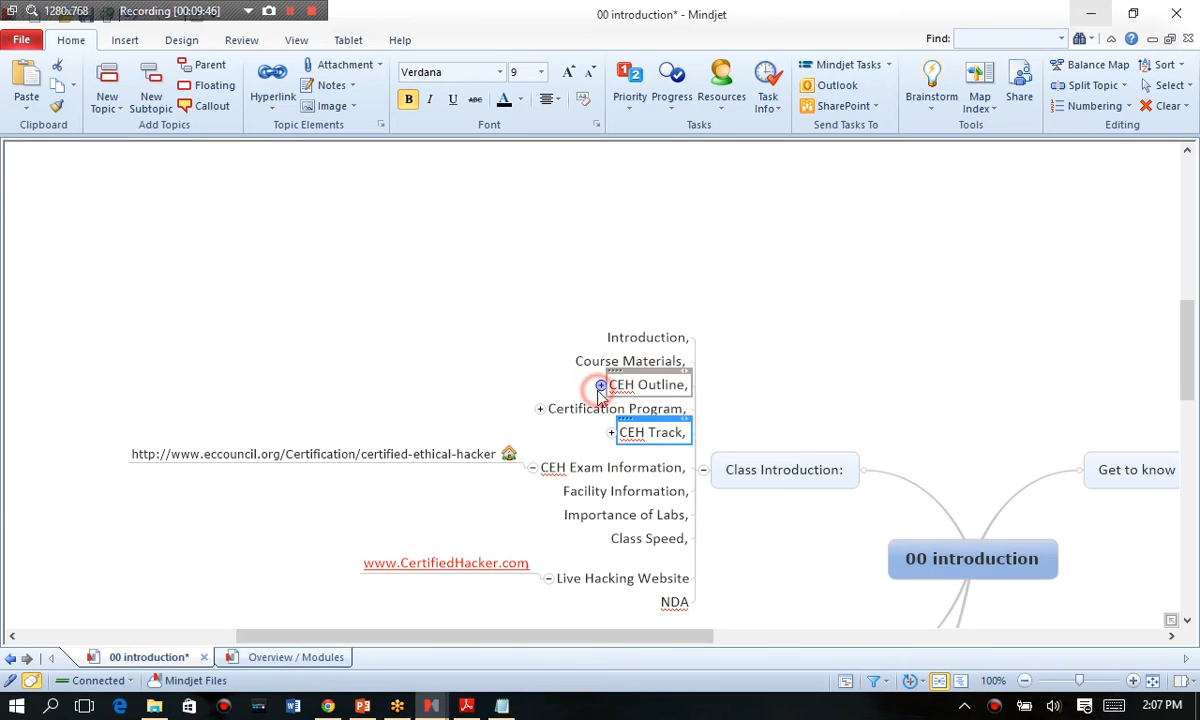 1280x768
Recording [00:09:46]
00 introduction* - Mindjet
File
Home
Insert
Design
Review
View
Tablet
Help
Find:
Paste
Clipboard
New Topic
New Subtopic
Parent
Floating
Callout
Add Topics
Hyperlink
Attachment
Notes
Image
Topic Elements
Verdana
9
B I U ABC A
Font
Priority
Progress
Resources
Task Info
Tasks
Mindjet Tasks
Outlook
SharePoint
Send Tasks To
Brainstorm
Map Index
Share
Tools
Balance Map
Split Topic
Numbering
Sort
Select
Clear
Editing
Introduction,
Course Materials,
CEH Outline,
Certification Program,
CEH Track,
http://www.eccouncil.org/Certification/certified-ethical-hacker
CEH Exam Information,
Class Introduction:
Get to know
Facility Information,
Importance of Labs,
Class Speed,
00 introduction
www.CertifiedHacker.com
Live Hacking Website
NDA
00 introduction*
Overview / Modules
Connected
Mindjet Files
100%
2:07 PM